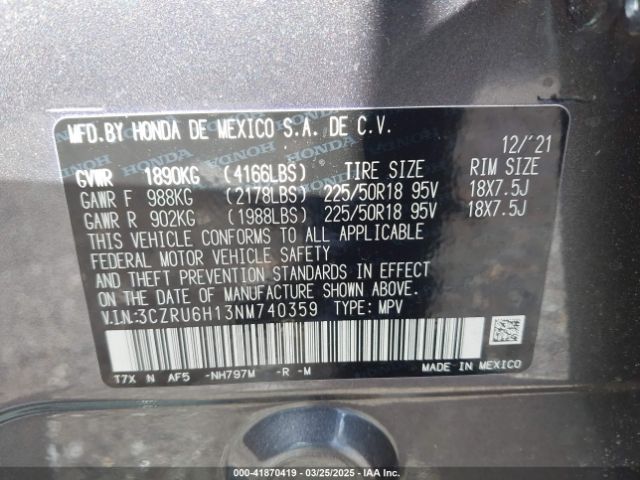 MFD.BY HONDA DE MEXICO S.A. DE C.V.
12/'21
GVWR 1890KG (4166LBS) TIRE SIZE RIM SIZE
GAWR F 988KG (2178LBS) 225/50R18 95V 18X7.5J
GAWR R 902KG (1988LBS) 225/50R18 95V 18X7.5J
THIS VEHICLE CONFORMS TO ALL APPLICABLE
FEDERAL MOTOR VEHICLE SAFETY
AND THEFT PREVENTION STANDARDS IN EFFECT
ON THE DATE OF MANUFACTURE SHOWN ABOVE.
V.I.N.:3CZRU6H13NM740359 TYPE: MPV
T7X N AF5 -NH797M -R -M MADE IN MEXICO
000-41870419 - 03/25/2025 - IAA Inc.